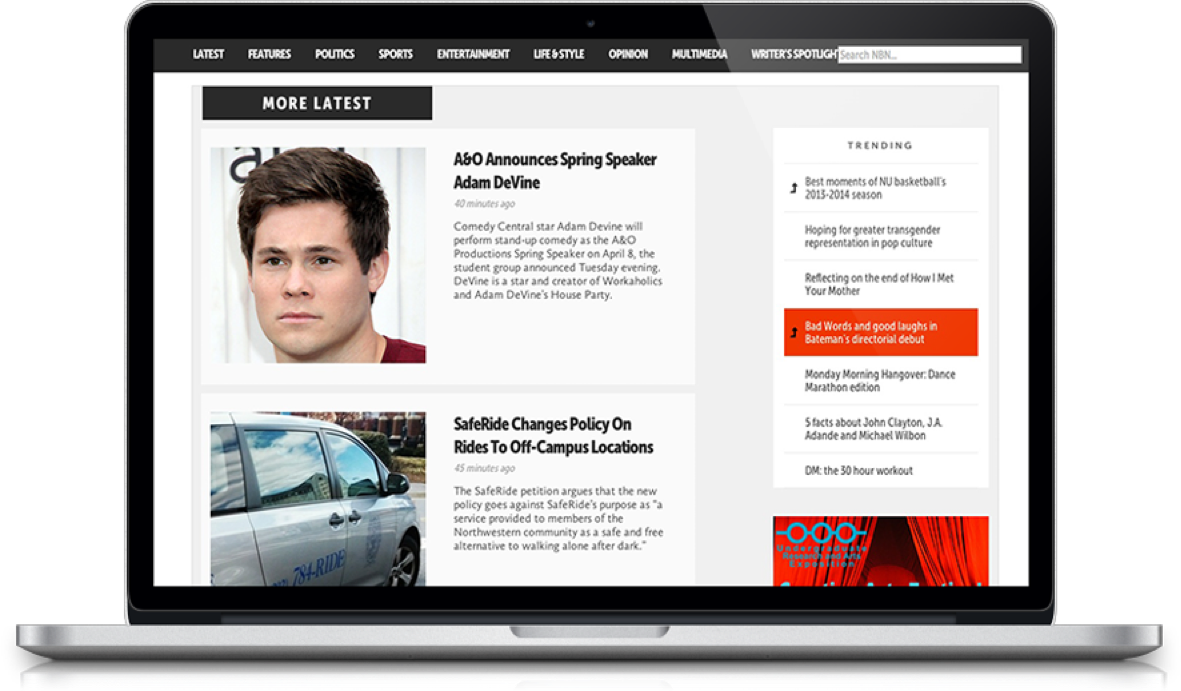 LATEST FEATURES POLITICS SPORTS ENTERTAINMENT LIFE & STYLE OPINION MULTIMEDIA WRITER'S SPOTLIGHT Search NBN...
MORE LATEST
A&O Announces Spring Speaker
Adam DeVine
40 minutes ago
Comedy Central star Adam Devine will
perform stand-up comedy as the A&O
Productions Spring Speaker on April 8, the
student group announced Tuesday evening.
DeVine is a star and creator of Workaholics
and Adam DeVine's House Party.
SafeRide Changes Policy On
Rides To Off-Campus Locations
45 minutes ago
The SafeRide petition argues that the new
policy goes against SafeRide's purpose as "a
service provided to members of the
Northwestern community as a safe and free
alternative to walking alone after dark."
784-RIDE
TRENDING
Best moments of NU basketball's
2013-2014 season
Hoping for greater transgender
representation in pop culture
Reflecting on the end of How I Met
Your Mother
Bad Words and good laughs in
Bateman's directorial debut
Monday Morning Hangover: Dance
Marathon edition
5 facts about John Clayton, J.A.
Adande and Michael Wilbon
DM: the 30 hour workout
Undergraduate
Research and Arts
Exposition